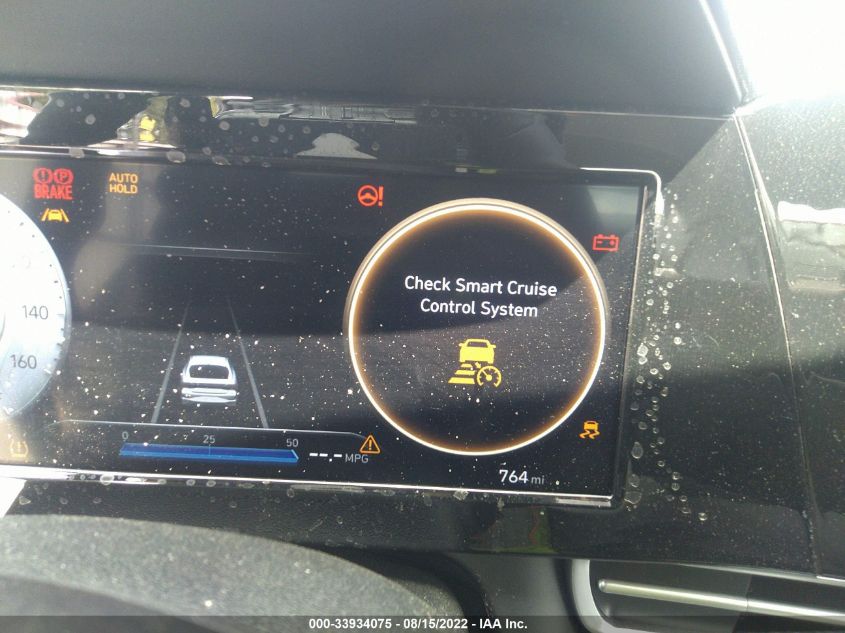 BRAKE
AUTO
HOLD
140
160
Check Smart Cruise
Control System
0 25 50
--.- MPG
764 mi
000-33934075 - 08/15/2022 - IAA Inc.